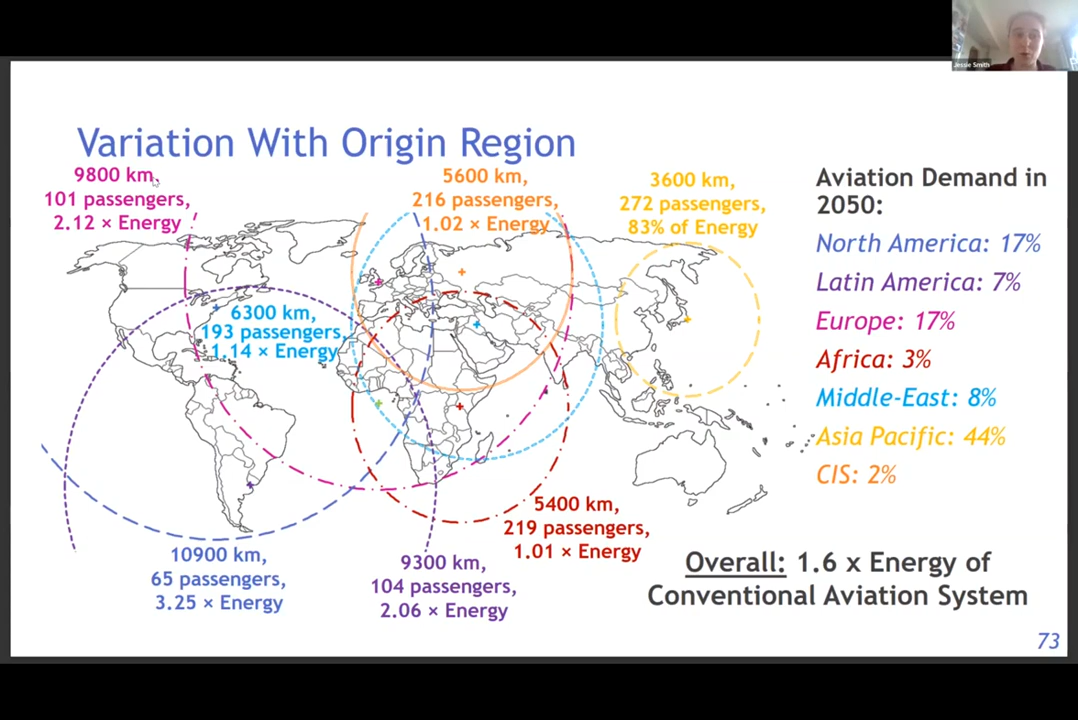 Jessie Smith
Variation With Origin Region
9800 km,
101 passengers,
2.12 × Energy
5600 km,
216 passengers,
1.02 × Energy
3600 km,
272 passengers,
83% of Energy
6300 km,
193 passengers,
1.14 × Energy
5400 km,
219 passengers,
1.01 × Energy
10900 km,
65 passengers,
3.25 × Energy
9300 km,
104 passengers,
2.06 × Energy
Aviation Demand in
2050:
North America: 17%
Latin America: 7%
Europe: 17%
Africa: 3%
Middle-East: 8%
Asia Pacific: 44%
CIS: 2%
Overall: 1.6 x Energy of
Conventional Aviation System
73